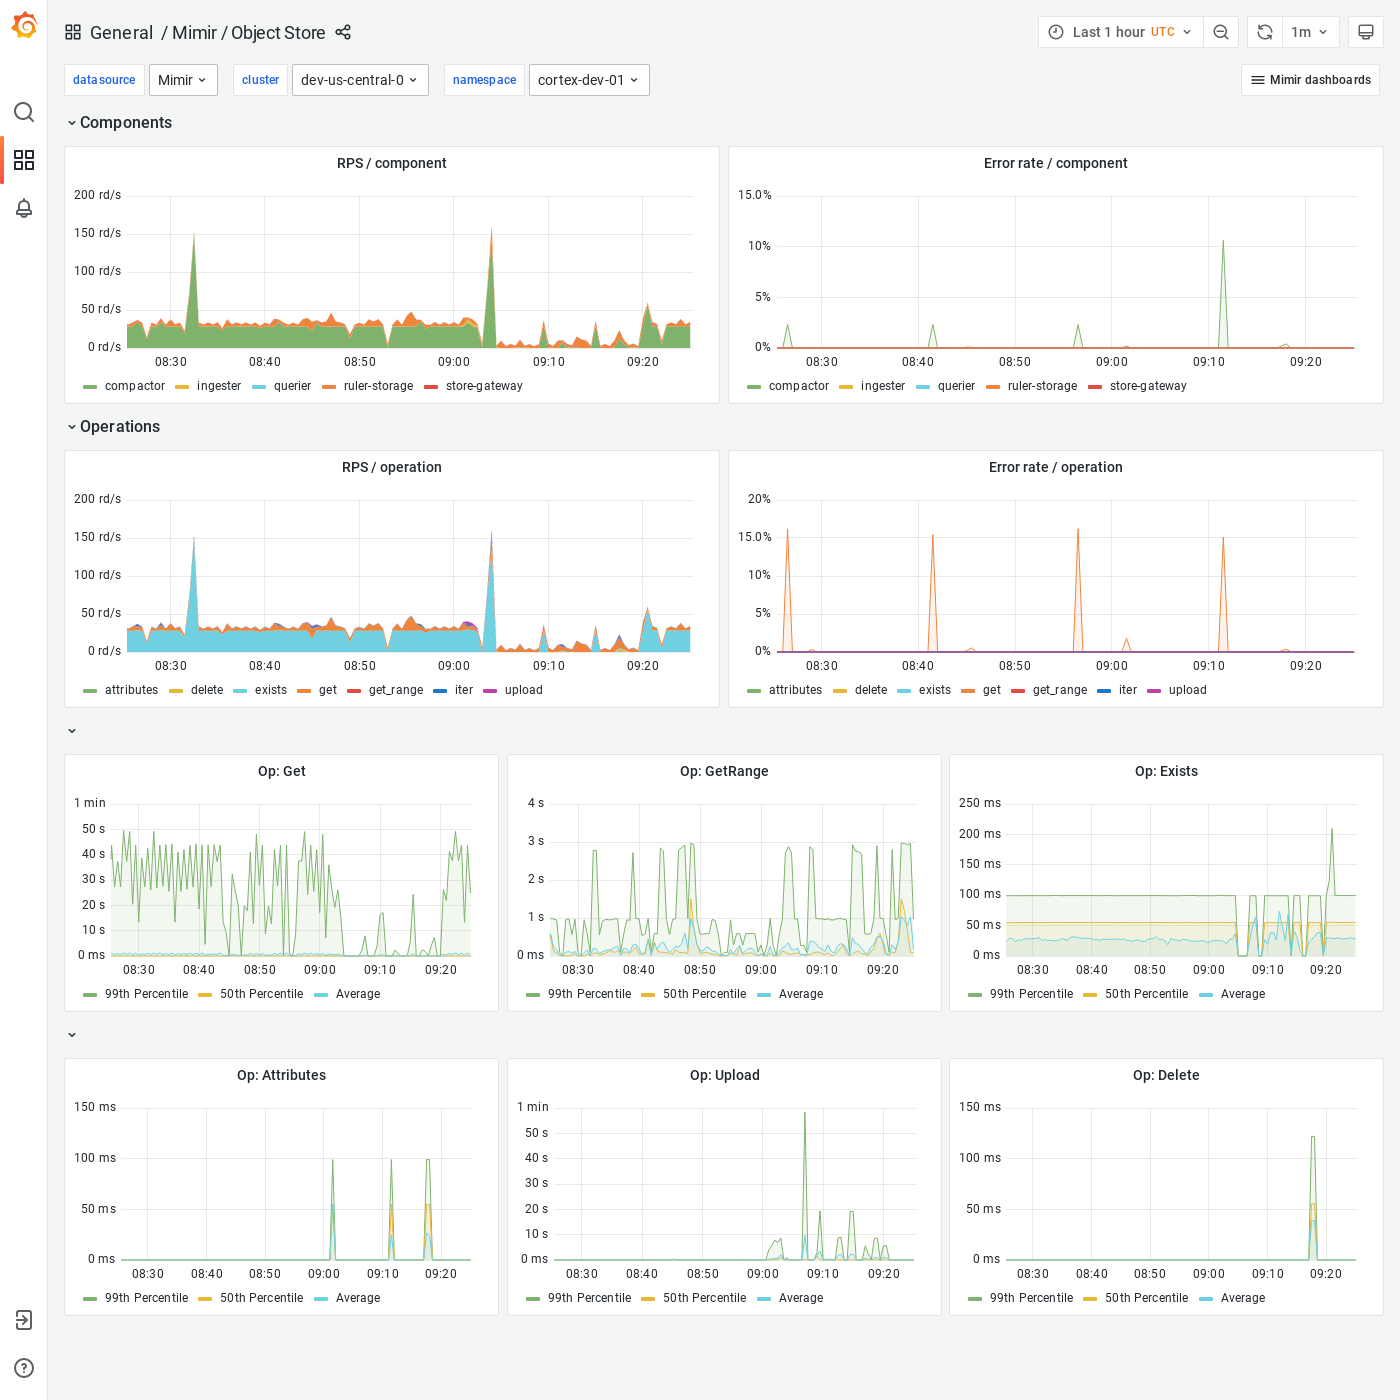 General / Mimir / Object Store
Last 1 hour UTC
1m
datasource Mimir cluster dev-us-central-0 namespace cortex-dev-01
Mimir dashboards
Components
RPS / component
200 rd/s
150 rd/s
100 rd/s
50 rd/s
0 rd/s
08:30 08:40 08:50 09:00 09:10 09:20
compactor ingester querier ruler-storage store-gateway
Error rate / component
15.0%
10%
5%
0%
08:30 08:40 08:50 09:00 09:10 09:20
compactor ingester querier ruler-storage store-gateway
Operations
RPS / operation
200 rd/s
150 rd/s
100 rd/s
50 rd/s
0 rd/s
08:30 08:40 08:50 09:00 09:10 09:20
attributes delete exists get get_range iter upload
Error rate / operation
20%
15.0%
10%
5%
0%
08:30 08:40 08:50 09:00 09:10 09:20
attributes delete exists get get_range iter upload
Op: Get
1 min
50 s
40 s
30 s
20 s
10 s
0 ms
08:30 08:40 08:50 09:00 09:10 09:20
99th Percentile 50th Percentile Average
Op: GetRange
4 s
3 s
2 s
1 s
0 ms
08:30 08:40 08:50 09:00 09:10 09:20
99th Percentile 50th Percentile Average
Op: Exists
250 ms
200 ms
150 ms
100 ms
50 ms
0 ms
08:30 08:40 08:50 09:00 09:10 09:20
99th Percentile 50th Percentile Average
Op: Attributes
150 ms
100 ms
50 ms
0 ms
08:30 08:40 08:50 09:00 09:10 09:20
99th Percentile 50th Percentile Average
Op: Upload
1 min
50 s
40 s
30 s
20 s
10 s
0 ms
08:30 08:40 08:50 09:00 09:10 09:20
99th Percentile 50th Percentile Average
Op: Delete
150 ms
100 ms
50 ms
0 ms
08:30 08:40 08:50 09:00 09:10 09:20
99th Percentile 50th Percentile Average